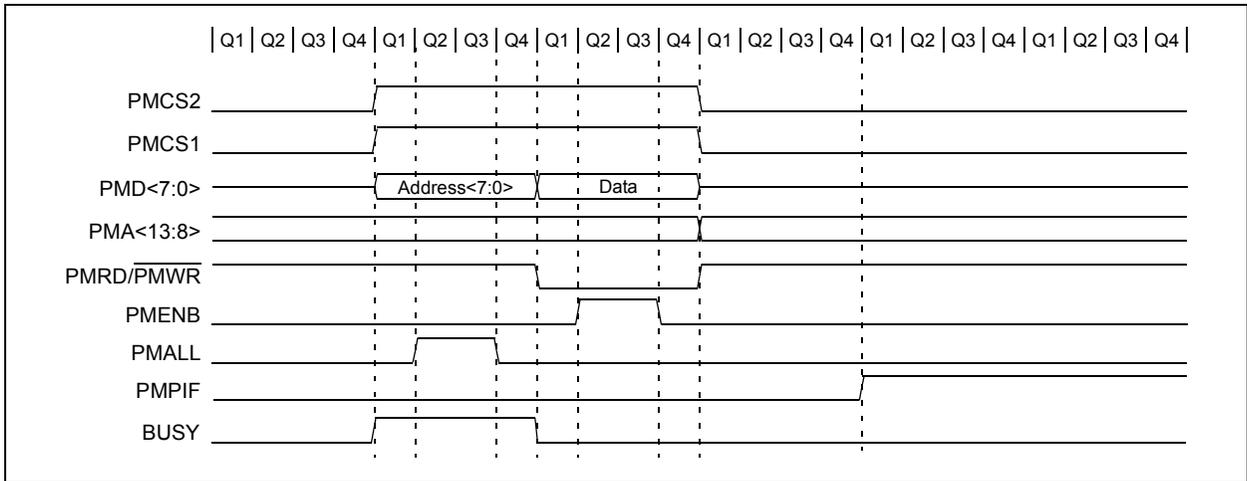 Q1 Q2 Q3 Q4 Q1 Q2 Q3 Q4 Q1 Q2 Q3 Q4 Q1 Q2 Q3 Q4 Q1 Q2 Q3 Q4 Q1 Q2 Q3 Q4
PMCS2
PMCS1
PMD<7:0> Address<7:0> Data
PMA<13:8>
PMRD/PMWR
PMENB
PMALL
PMPIF
BUSY